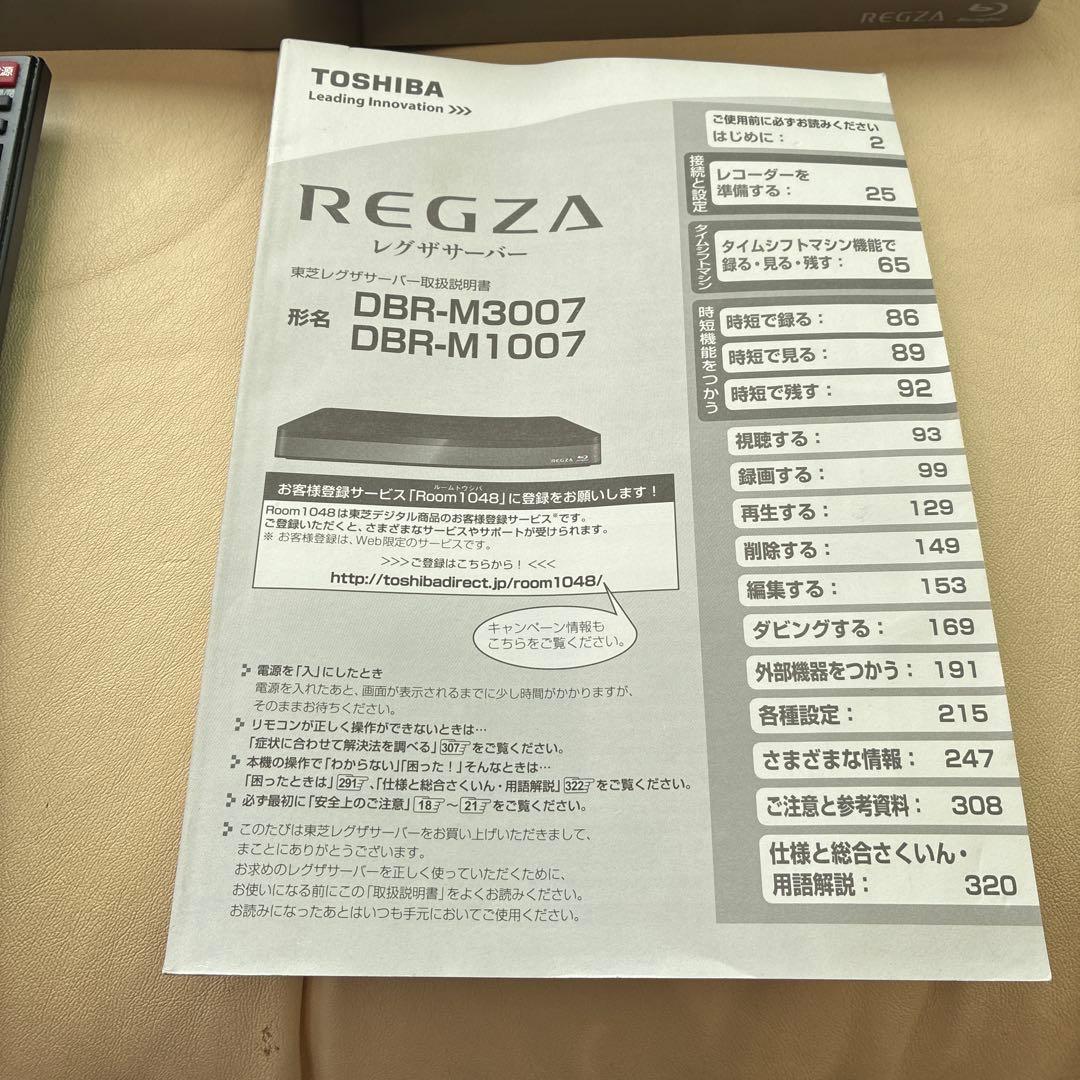 REGZA
源
TOSHIBA
Leading Innovation >>>
REGZA
レグザサーバー
東芝レグザサーバー取扱説明書
形名 DBR-M3007
DBR-M1007
REGZA
お客様登録サービス「Room1048」に登録をお願いします!
ルームトウシバ
Room1048は東芝デジタル商品のお客様登録サービス※です。
ご登録いただくと、さまざまなサービスやサポートが受けられます。
※ お客様登録は、Web限定のサービスです。
>>>ご登録はこちらから!<<<
http://toshibadirect.jp/room1048/
キャンペーン情報も
こちらをご覧ください。
電源を「入」にしたとき
電源を入れたあと、画面が表示されるまでに少し時間がかかりますが、
そのままお待ちください。
リモコンが正しく操作ができないときは…
「症状に合わせて解決法を調べる」307をご覧ください。
本機の操作で「わからない」「困った!」そんなときは…
「困ったときは」291、「仕様と総合さくいん・用語解説」322をご覧ください。
必ず最初に「安全上のご注意」18〜21をご覧ください。
このたびは東芝レグザサーバーをお買い上げいただきまして、
まことにありがとうございます。
お求めのレグザサーバーを正しく使っていただくために、
お使いになる前にこの「取扱説明書」をよくお読みください。
お読みになったあとはいつも手元においてご使用ください。
ご使用前に必ずお読みください
はじめに: 2
接続と設定
レコーダーを
準備する: 25
タイムシフトマシン
タイムシフトマシン機能で
録る・見る・残す: 65
時短機能をつかう
時短で録る: 86
時短で見る: 89
時短で残す: 92
視聴する: 93
録画する: 99
再生する: 129
削除する: 149
編集する: 153
ダビングする: 169
外部機器をつかう: 191
各種設定: 215
さまざまな情報: 247
ご注意と参考資料: 308
仕様と総合さくいん・
用語解説: 320